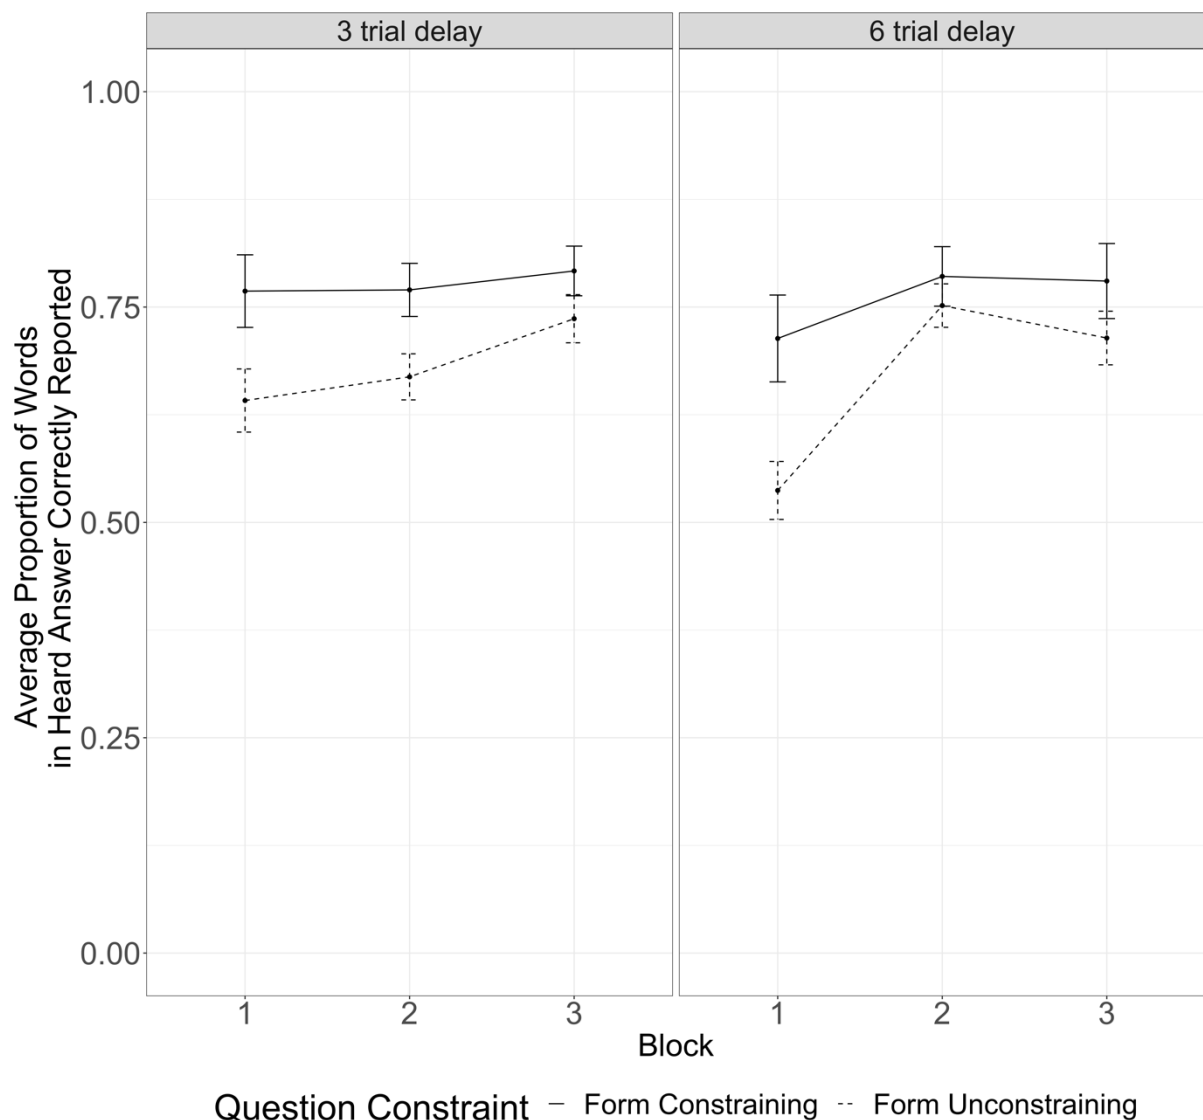 3 trial delay
6 trial delay
Average Proportion of Words
in Heard Answer Correctly Reported
1.00
0.75
0.50
0.25
0.00
1 2 3
1 2 3
Block
Question Constraint Form Constraining Form Unconstraining